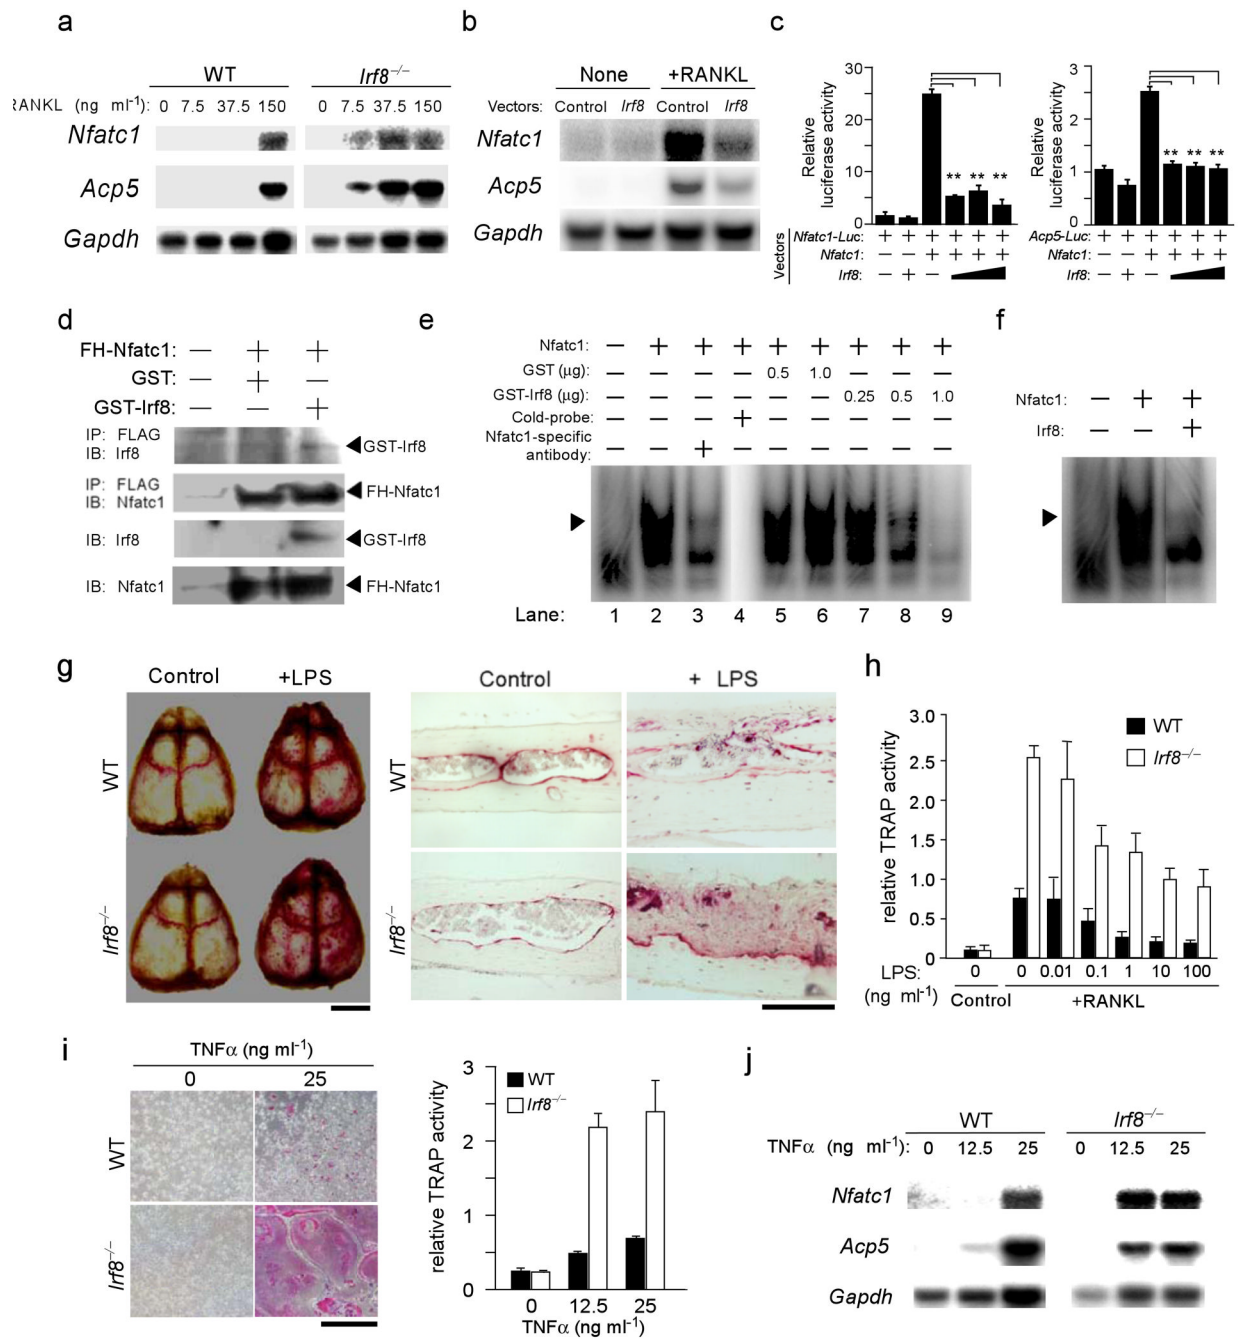 a
WT Irf8−/−
RANKL (ng ml-1): 0 7.5 37.5 150 0 7.5 37.5 150
Nfatc1
Acp5
Gapdh
b
None +RANKL
Vectors: Control Irf8 Control Irf8
Nfatc1
Acp5
Gapdh
c
Relative luciferase activity
30
20
10
0
** ** **
Vectors
Nfatc1-Luc: + + + + + +
Nfatc1: — — + + + +
Irf8: — + —
Relative luciferase activity
3
2
1
0
** ** **
Acp5-Luc: + + + + + +
Nfatc1: — — + + + +
Irf8: — + —
d
FH-Nfatc1: — + +
GST: — + —
GST-Irf8: — — +
IP: FLAG
IB: Irf8
GST-Irf8
IP: FLAG
IB: Nfatc1
FH-Nfatc1
IB: Irf8
GST-Irf8
IB: Nfatc1
FH-Nfatc1
e
Nfatc1: — + + + + + + + +
GST (µg): — — — — 0.5 1.0 — — —
GST-Irf8 (µg): — — — — — — 0.25 0.5 1.0
Cold-probe: — — — + — — — — —
Nfatc1-specific
antibody: — — + — — — — — —
Lane: 1 2 3 4 5 6 7 8 9
f
Nfatc1: — + +
Irf8: — — +
g
Control +LPS
WT
Irf8−/−
Control + LPS
WT
Irf8−/−
h
relative TRAP activity
3.0
2.5
2.0
1.5
1.0
0.5
0
WT
Irf8−/−
LPS: 0 0 0.01 0.1 1 10 100
(ng ml-1) Control +RANKL
i
TNFα (ng ml-1)
0 25
WT
Irf8−/−
relative TRAP activity
3
2
1
0
WT
Irf8−/−
0 12.5 25
TNFα (ng ml-1)
j
WT Irf8−/−
TNFα (ng ml-1): 0 12.5 25 0 12.5 25
Nfatc1
Acp5
Gapdh